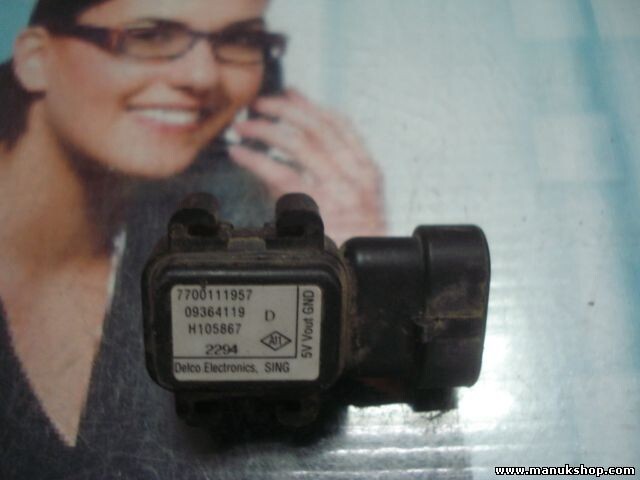 7700111957
09364119 D
H105867
2294
Delco Electronics, SING
5V Vout GND
www.manukshop.com